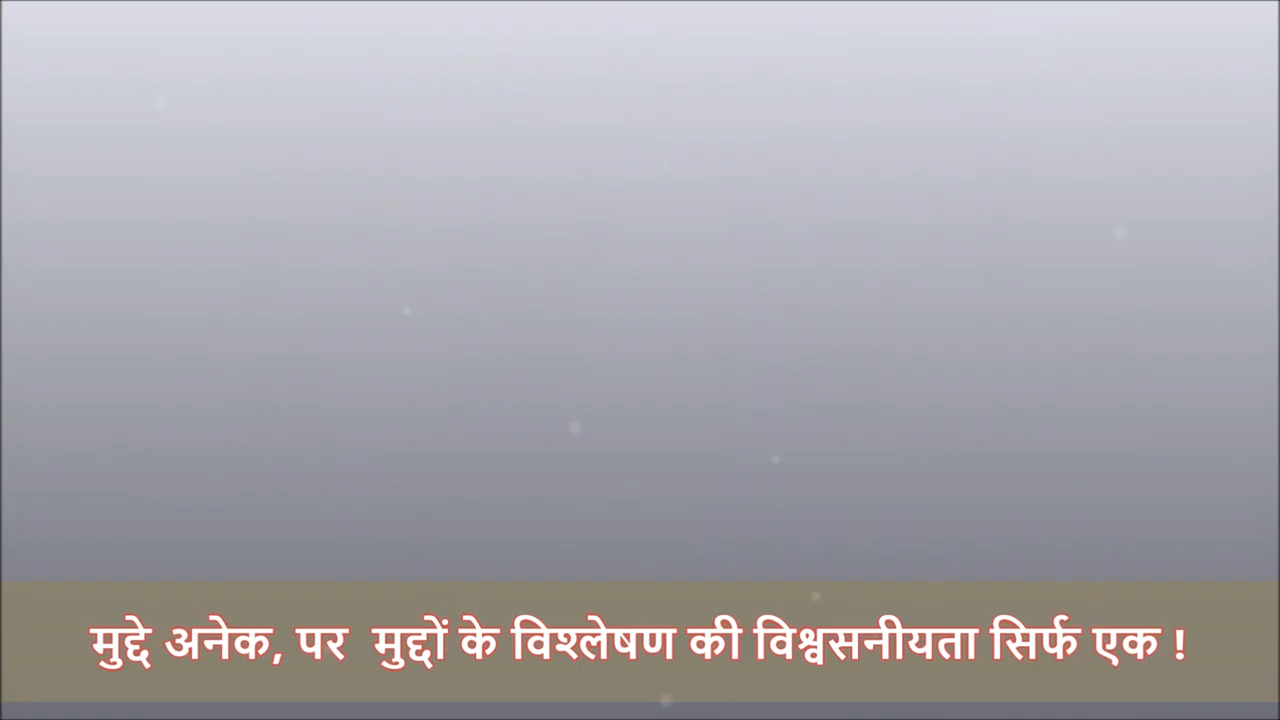 मुद्दे अनेक, पर  मुद्दों के विश्लेषण की विश्वसनीयता सिर्फ एक !